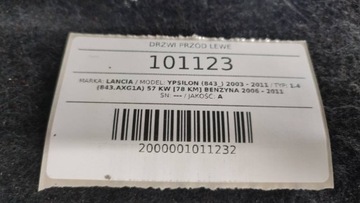 DRZWI PRZÓD LEWE
101123
MARKA: LANCIA / MODEL: YPSILON (843_) 2003 - 2011 / TYP: 1.4
(843.AXG1A) 57 KW [78 KM] BENZYNA 2006 - 2011
SN: --- / JAKOŚĆ: A
2000001011232